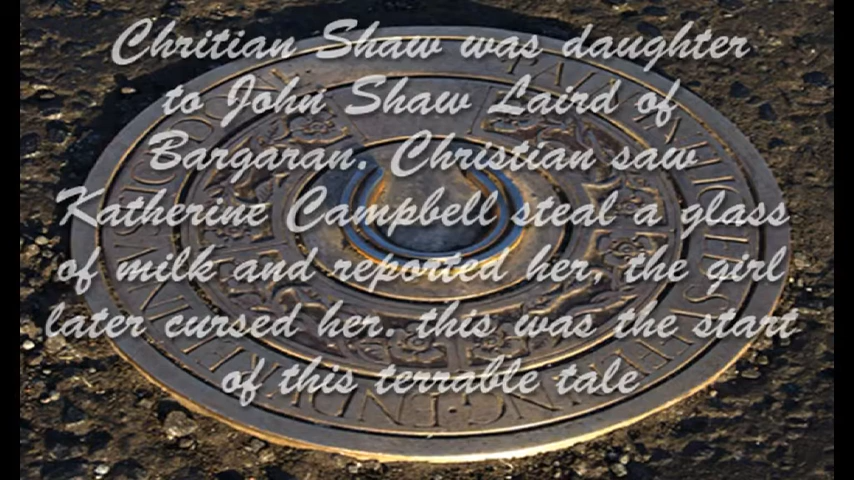 Chritian Shaw was daughter
to John Shaw Laird of
Bargaran. Christian saw
Katherine Campbell steal a glass
of milk and reported her, the girl
later cursed her. this was the start
of this terrable tale